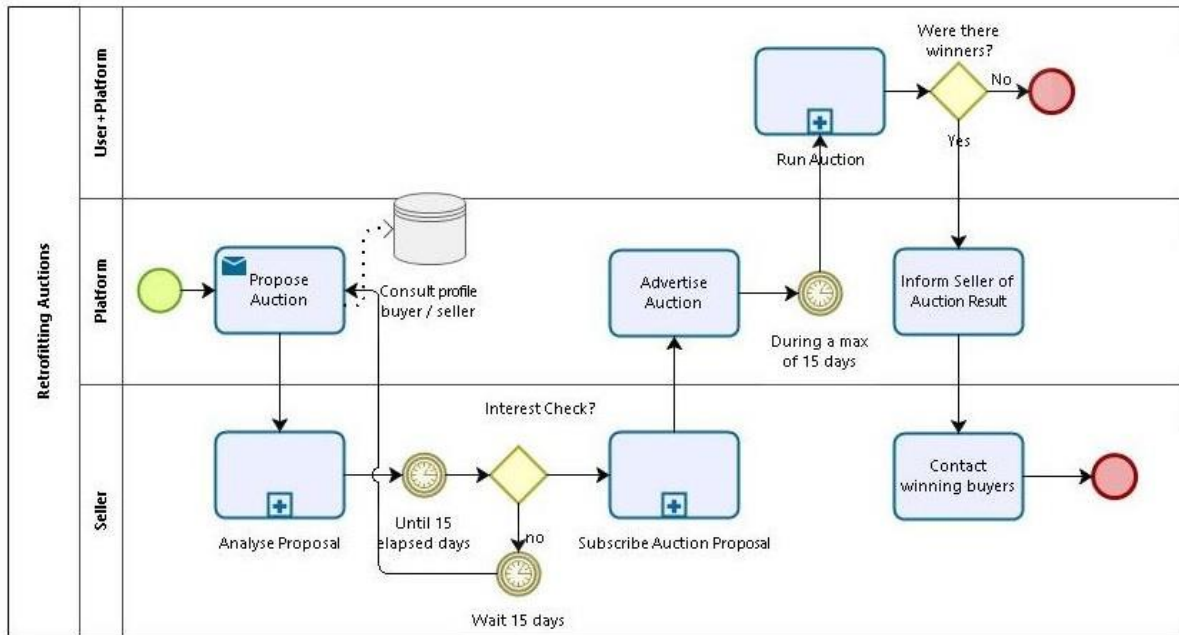 Retrofitting Auctions
User+Platform
Were there
winners?
No
Yes
Run Auction
Platform
Propose
Auction
Consult profile
buyer / seller
Advertise
Auction
During a max
of 15 days
Inform Seller of
Auction Result
Seller
Interest Check?
Analyse Proposal
Until 15
elapsed days
no
Wait 15 days
Subscribe Auction Proposal
Contact
winning buyers